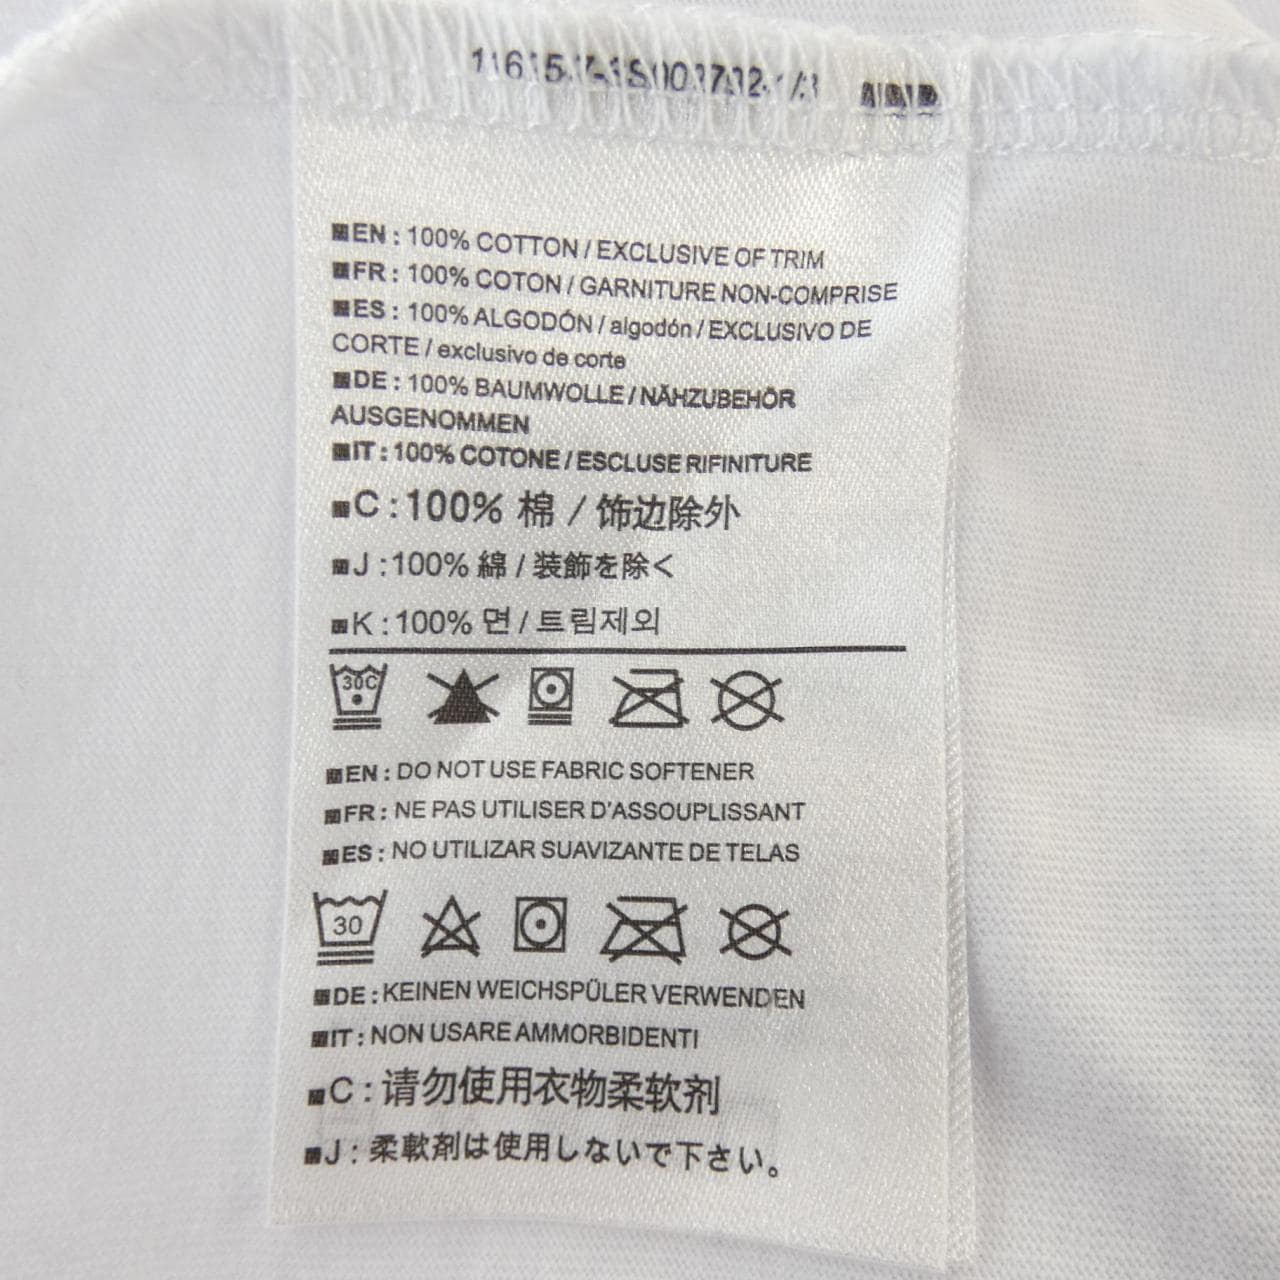 EN : 100% COTTON / EXCLUSIVE OF TRIM
FR : 100% COTON / GARNITURE NON-COMPRISE
ES : 100% ALGODÓN / algodón / EXCLUSIVO DE
CORTE / exclusivo de corte
DE : 100% BAUMWOLLE / NÄHZUBEHÖR
AUSGENOMMEN
IT : 100% COTONE / ESCLUSE RIFINITURE
C : 100% 棉 / 饰边除外
J : 100% 綿 / 装飾を除く
K : 100% 면 / 트림제외
30C
EN : DO NOT USE FABRIC SOFTENER
FR : NE PAS UTILISER D'ASSOUPLISSANT
ES : NO UTILIZAR SUAVIZANTE DE TELAS
30
DE : KEINEN WEICHSPÜLER VERWENDEN
IT : NON USARE AMMORBIDENTI
C : 请勿使用衣物柔软剂
J : 柔軟剤は使用しないで下さい。